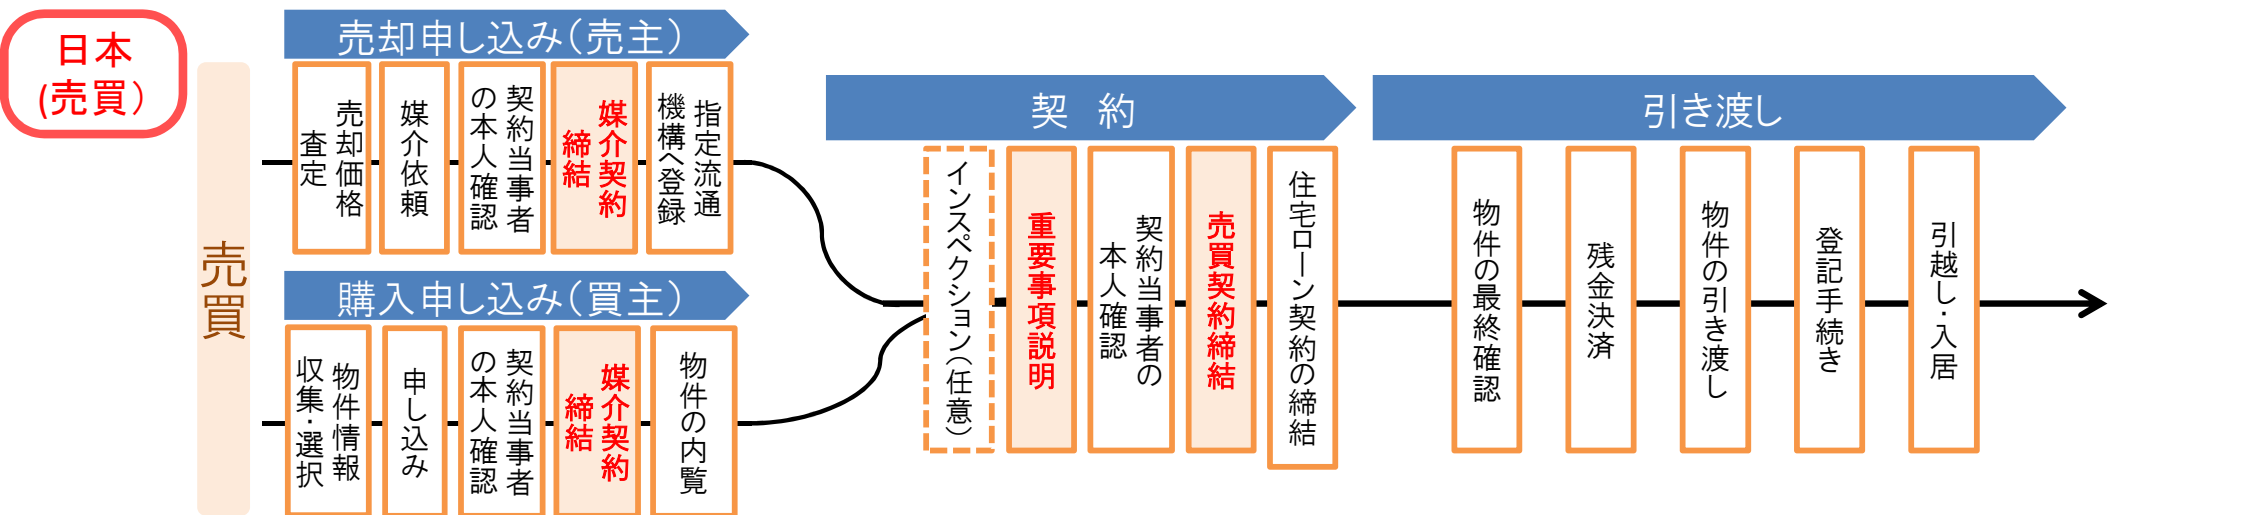 日本
(売買）
売買
売却申し込み（売主）
売却価格
査定
媒介依頼
契約当事者
の本人確認
媒介契約
締結
指定流通
機構へ登録
購入申し込み（買主）
物件情報
収集・選択
申し込み
契約当事者
の本人確認
媒介契約
締結
物件の内覧
契　約
インスペクション（任意）
重要事項説明
契約当事者の
本人確認
売買契約締結
住宅ローン契約の締結
引き渡し
物件の最終確認
残金決済
物件の引き渡し
登記手続き
引越し・入居